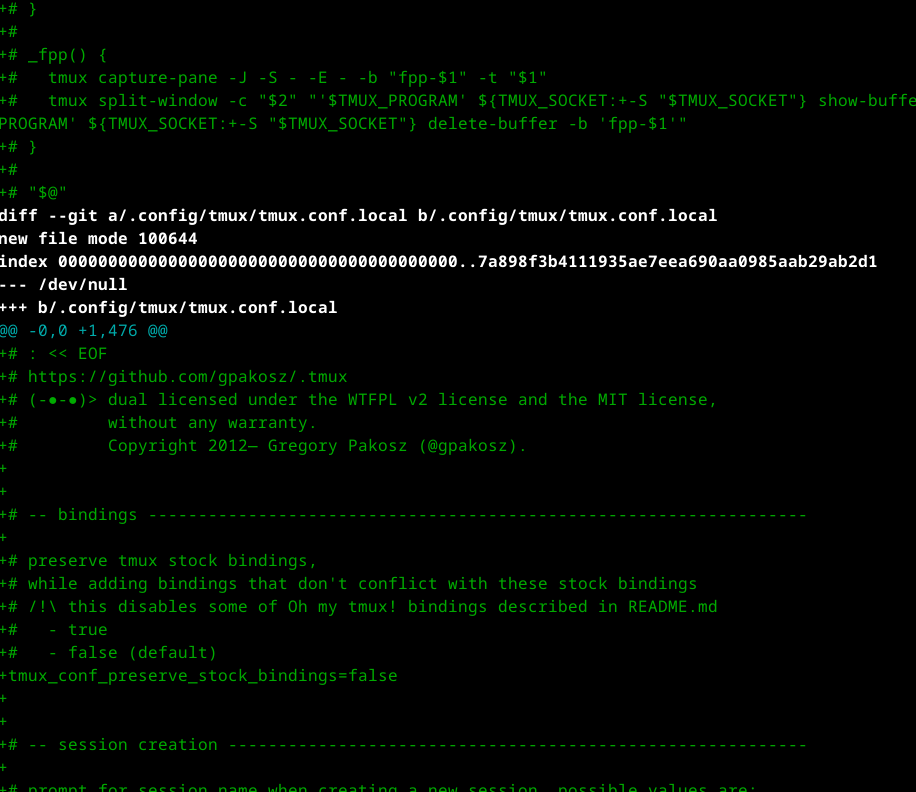 +# }
+#
+# _fpp() {
+#   tmux capture-pane -J -S - -E - -b "fpp-$1" -t "$1"
+#   tmux split-window -c "$2" "'$TMUX_PROGRAM' ${TMUX_SOCKET:+-S "$TMUX_SOCKET"} show-buffe
PROGRAM' ${TMUX_SOCKET:+-S "$TMUX_SOCKET"} delete-buffer -b 'fpp-$1'"
+# }
+#
+# "$@"
diff --git a/.config/tmux/tmux.conf.local b/.config/tmux/tmux.conf.local
new file mode 100644
index 0000000000000000000000000000000000000000..7a898f3b4111935ae7eea690aa0985aab29ab2d1
--- /dev/null
+++ b/.config/tmux/tmux.conf.local
@@ -0,0 +1,476 @@
+# : << EOF
+# https://github.com/gpakosz/.tmux
+# (-●-●)> dual licensed under the WTFPL v2 license and the MIT license,
+#         without any warranty.
+#         Copyright 2012— Gregory Pakosz (@gpakosz).
+
+
+# -- bindings ------------------------------------------------------------------
+
+# preserve tmux stock bindings,
+# while adding bindings that don't conflict with these stock bindings
+# /!\ this disables some of Oh my tmux! bindings described in README.md
+#   - true
+#   - false (default)
+tmux_conf_preserve_stock_bindings=false
+
+
+# -- session creation ----------------------------------------------------------
+
+# prompt for session name when creating a new session, possible values are: